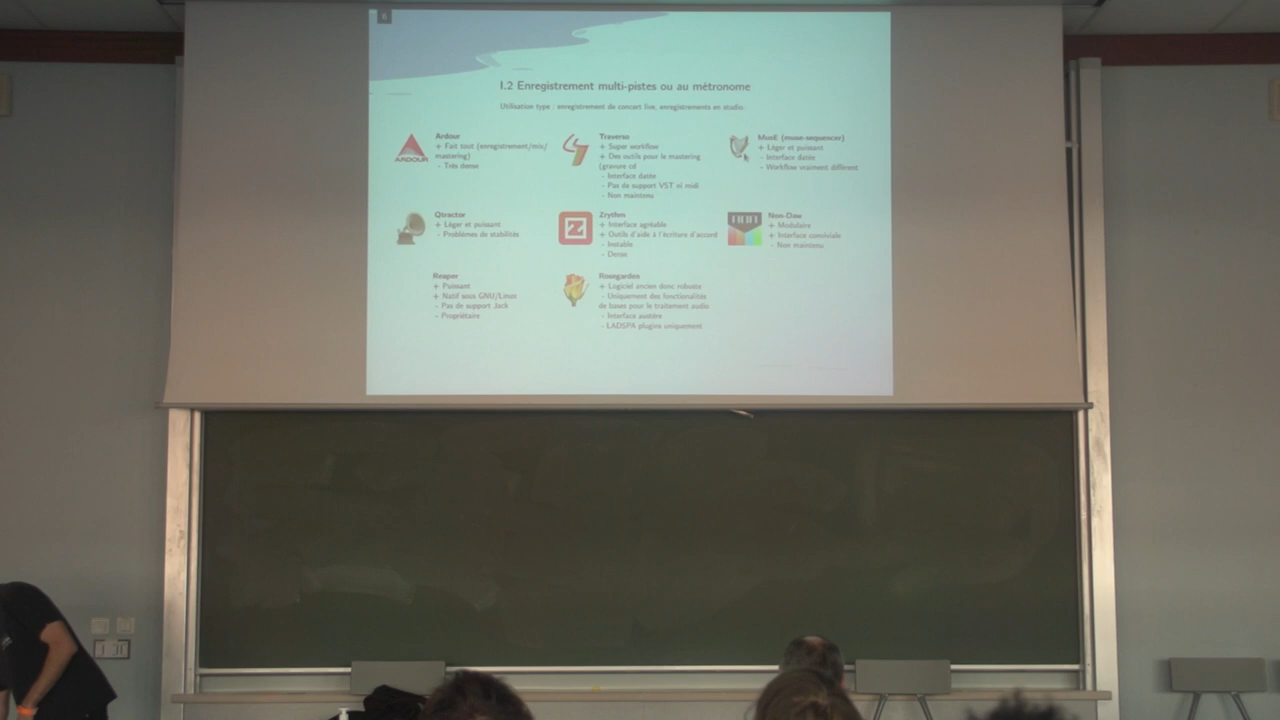 6
I.2 Enregistrement multi-pistes ou au métronome
Utilisation type : enregistrement de concert live, enregistrements en studio.
ARDOUR
Ardour
+ Fait tout (enregistrement/mix/
mastering)
- Très dense
Traverso
+ Super workflow
+ Des outils pour le mastering
(gravure cd
- Interface datée
- Pas de support VST ni midi
- Non maintenu
MusE (muse-sequencer)
+ Léger et puissant
- Interface datée
- Workflow vraiment différent
Qtractor
+ Léger et puissant
- Problèmes de stabilités
Zrythm
+ Interface agréable
+ Outils d'aide à l'écriture d'accord
- Instable
- Dense
Non-Daw
+ Modulaire
+ Interface conviviale
- Non maintenu
Reaper
+ Puissant
+ Natif sous GNU/Linux
- Pas de support Jack
- Propriétaire
Rosegarden
+ Logiciel ancien donc robuste
- Uniquement des fonctionalités
de bases pour le traitement audio
- Interface austère
- LADSPA plugins uniquement